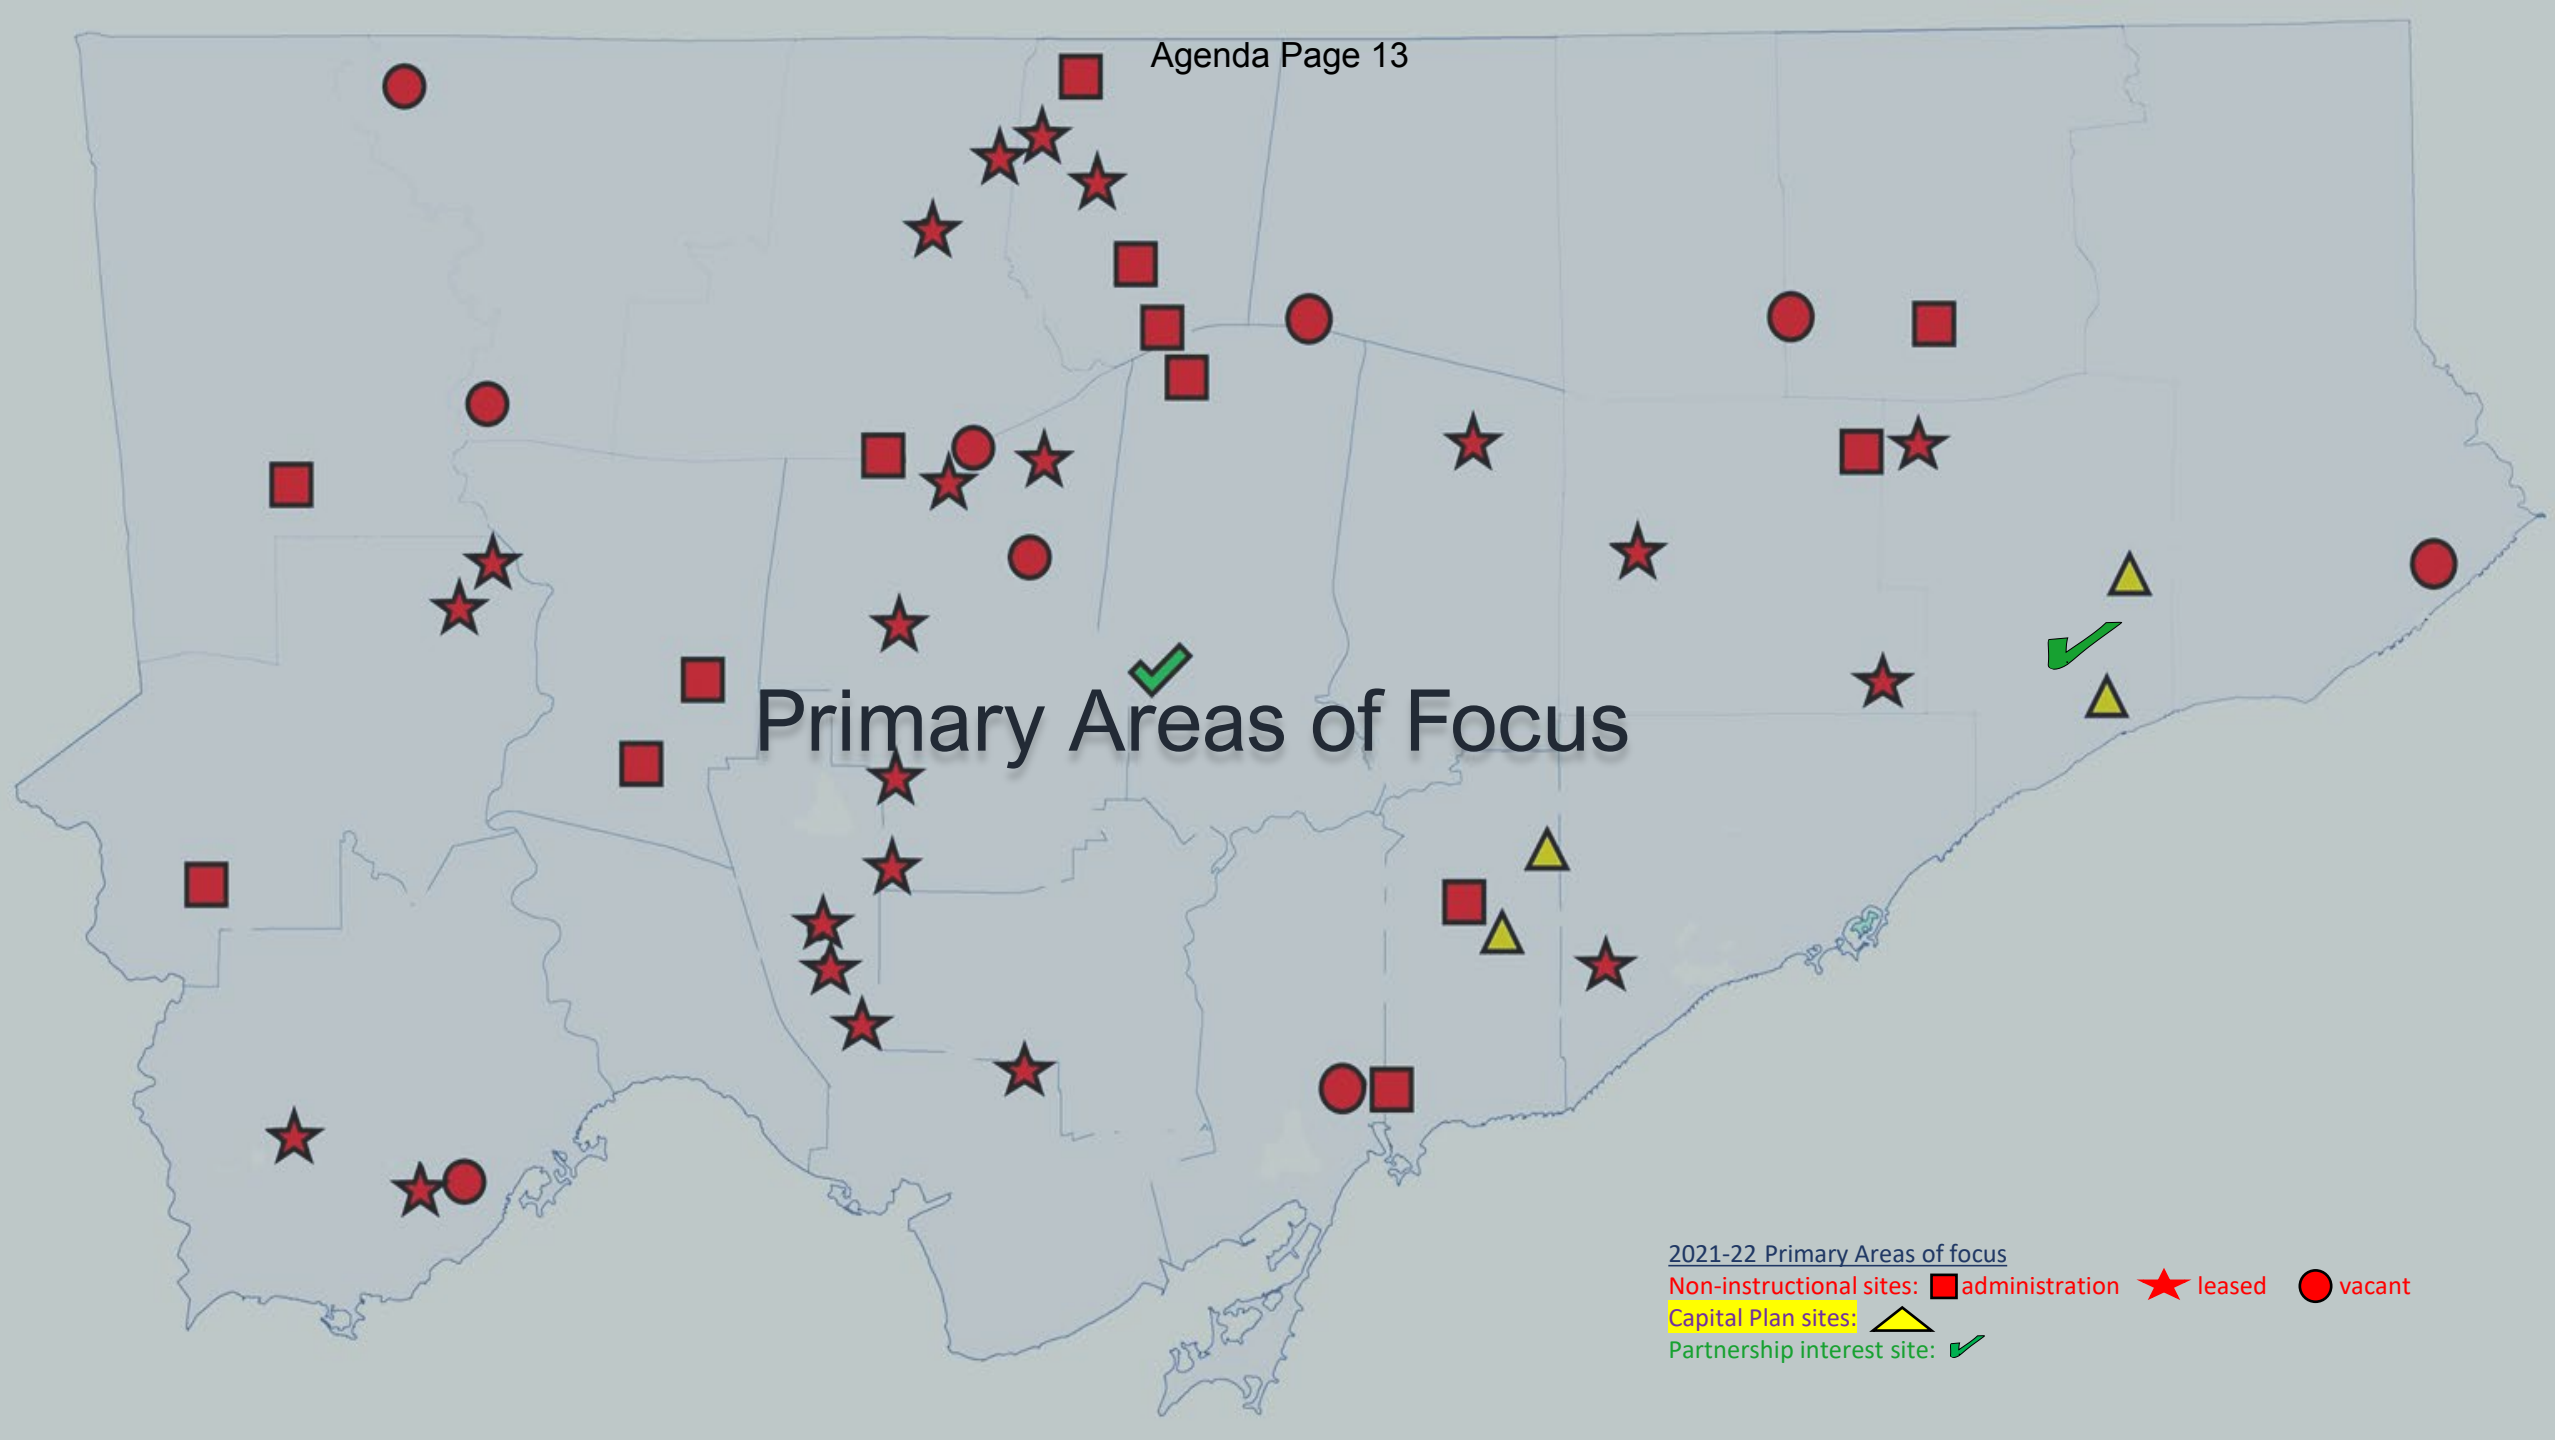 Agenda Page 13
Primary Areas of Focus
2021-22 Primary Areas of focus
Non-instructional sites: administration leased vacant
Capital Plan sites:
Partnership interest site: